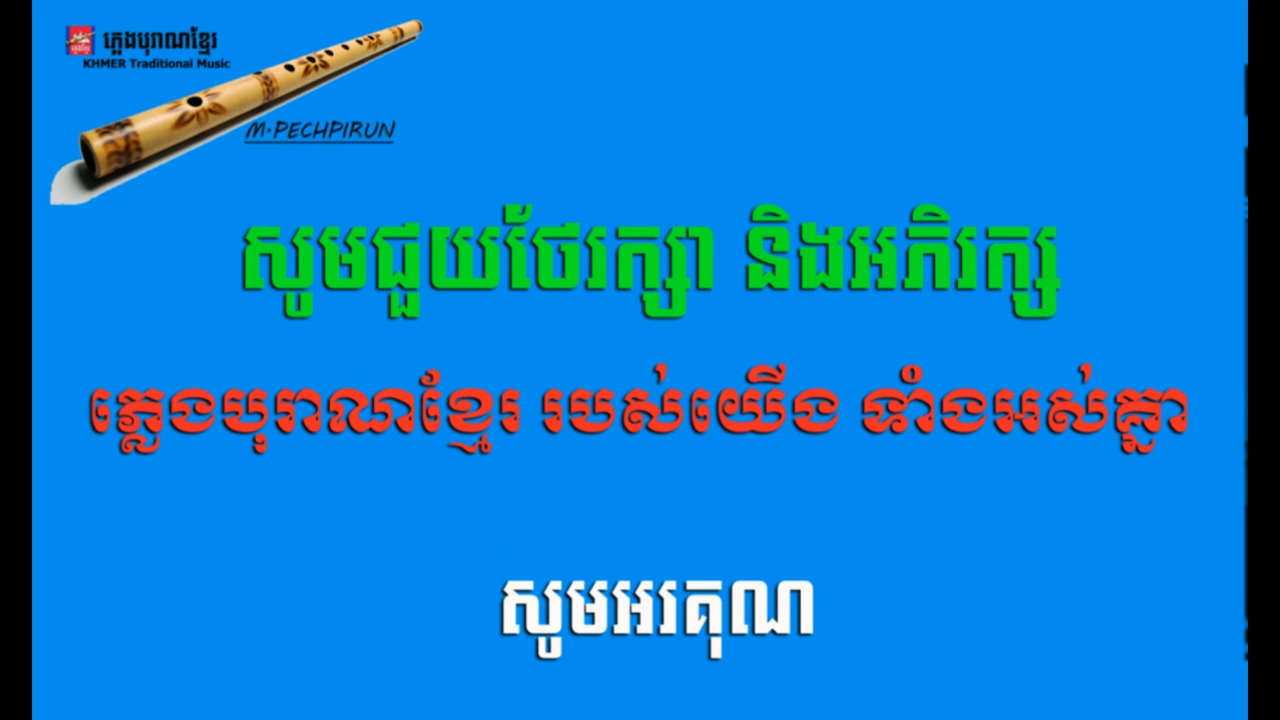 ភ្លេងបុរាណខ្មែរ
KHMER Traditional Music
M.PECHPIRUN
សូមជួយថែរក្សា និងអភិរក្ស
ភ្លេងបុរាណខ្មែរ របស់យើង ទាំងអស់គ្នា
សូមអរគុណ